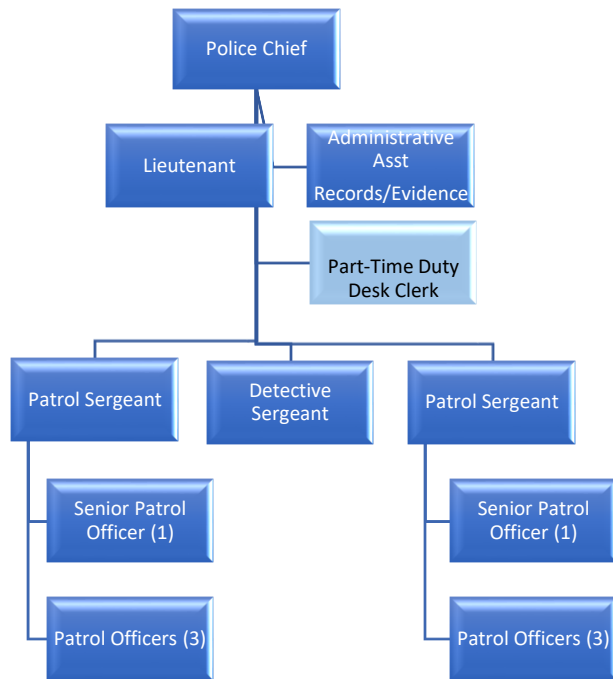 Police Chief
Lieutenant
Administrative
Asst
Records/Evidence
Part-Time Duty
Desk Clerk
Patrol Sergeant
Detective
Sergeant
Patrol Sergeant
Senior Patrol
Officer (1)
Senior Patrol
Officer (1)
Patrol Officers (3)
Patrol Officers (3)